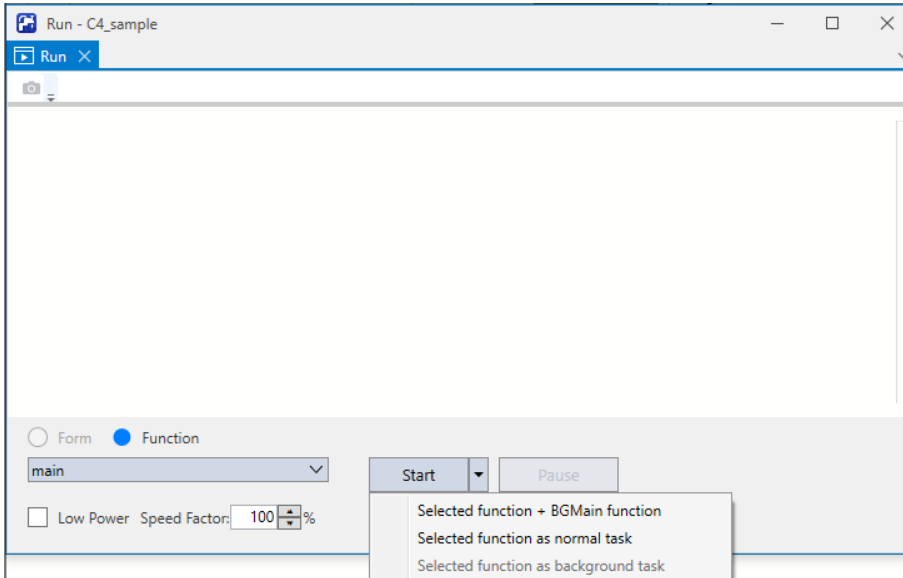 Run - C4_sample
Run
Form Function
main
Start Pause
Low Power Speed Factor: 100 %
Selected function + BGMain function
Selected function as normal task
Selected function as background task